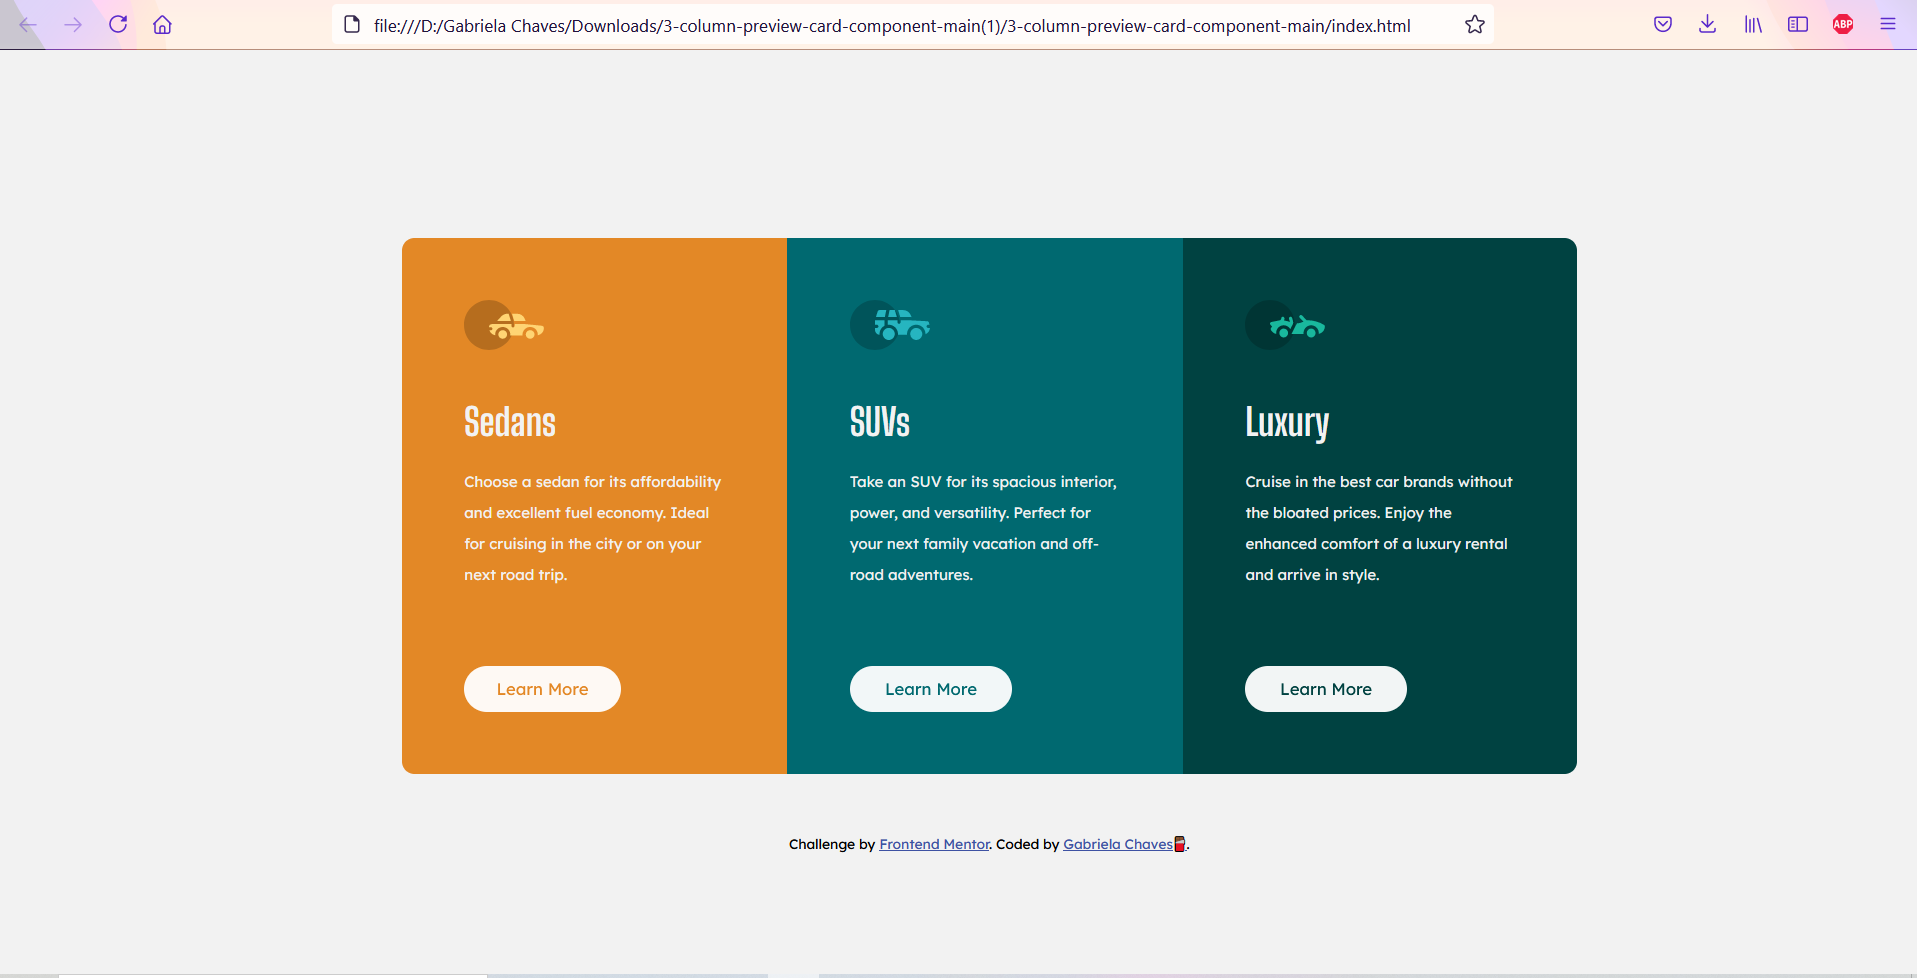 file:///D:/Gabriela Chaves/Downloads/3-column-preview-card-component-main(1)/3-column-preview-card-component-main/index.html
ABP
Sedans
Choose a sedan for its affordability
and excellent fuel economy. Ideal
for cruising in the city or on your
next road trip.
Learn More
SUVs
Take an SUV for its spacious interior,
power, and versatility. Perfect for
your next family vacation and off-
road adventures.
Learn More
Luxury
Cruise in the best car brands without
the bloated prices. Enjoy the
enhanced comfort of a luxury rental
and arrive in style.
Learn More
Challenge by Frontend Mentor. Coded by Gabriela Chaves.